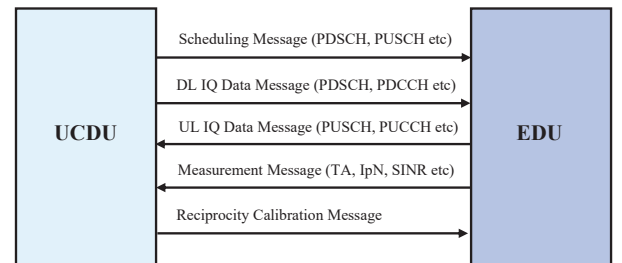 Scheduling Message (PDSCH, PUSCH etc)
DL IQ Data Message (PDSCH, PDCCH etc)
UCDU
UL IQ Data Message (PUSCH, PUCCH etc)
EDU
Measurement Message (TA, IpN, SINR etc)
Reciprocity Calibration Message